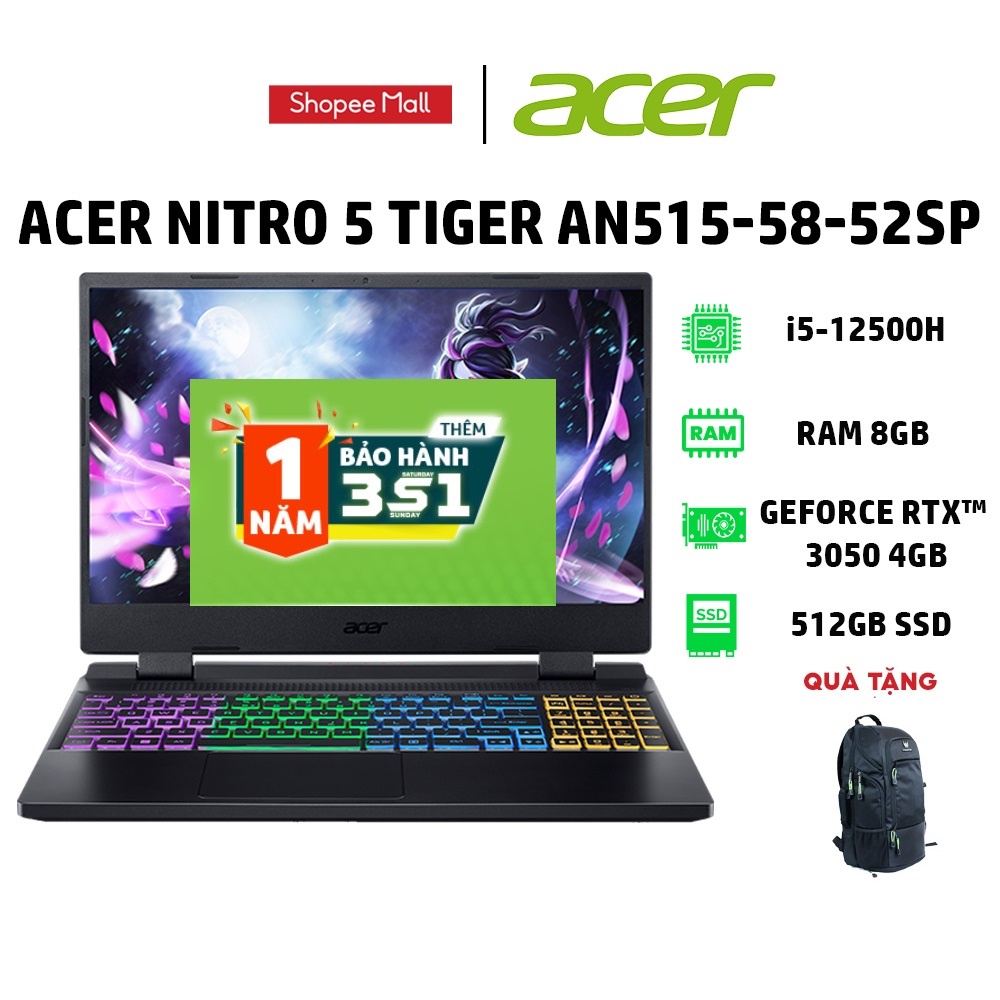 Shopee Mall
acer
ACER NITRO 5 TIGER AN515-58-52SP
i5-12500H
RAM
RAM 8GB
GEFORCE RTX™
3050 4GB
SSD
512GB SSD
QUÀ TẶNG
1
NĂM
THÊM
BẢO HÀNH
SATURDAY
3S1
SUNDAY
acer